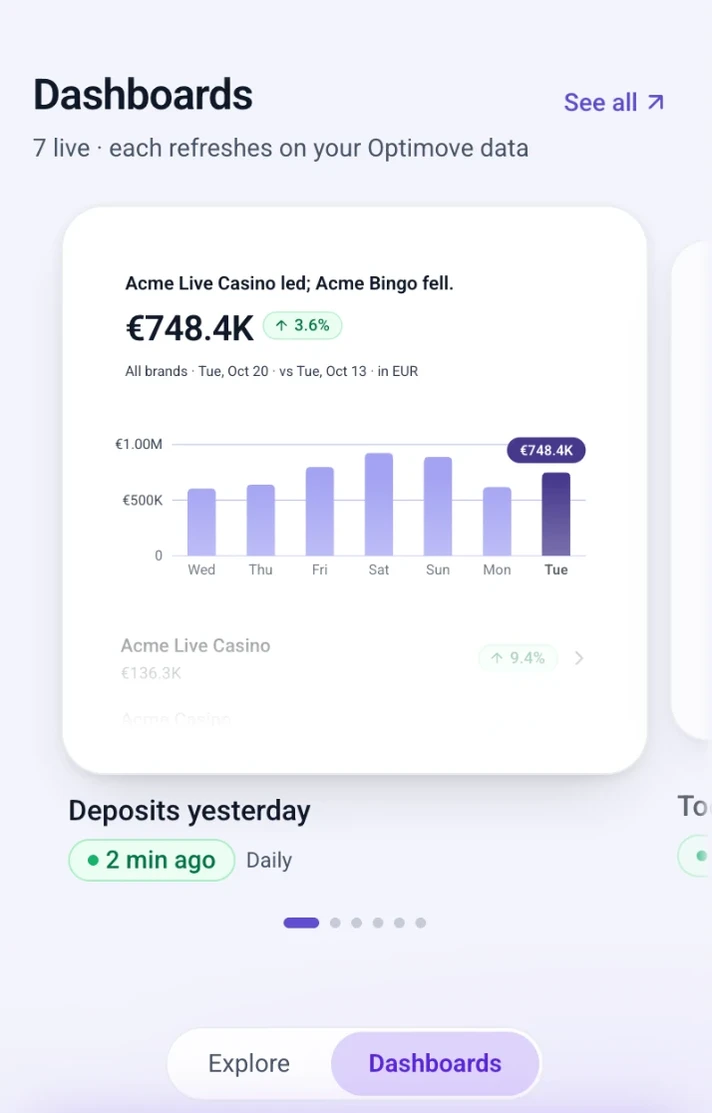 Dashboards
See all
7 live · each refreshes on your Optimove data
Acme Live Casino led; Acme Bingo fell.
€748.4K ↑ 3.6%
All brands · Tue, Oct 20 · vs Tue, Oct 13 · in EUR
€1.00M
€748.4K
€500K
0
Wed Thu Fri Sat Sun Mon Tue
Acme Live Casino
↑ 9.4%
€136.3K
Acme Casino
Deposits yesterday
2 min ago Daily
Explore Dashboards